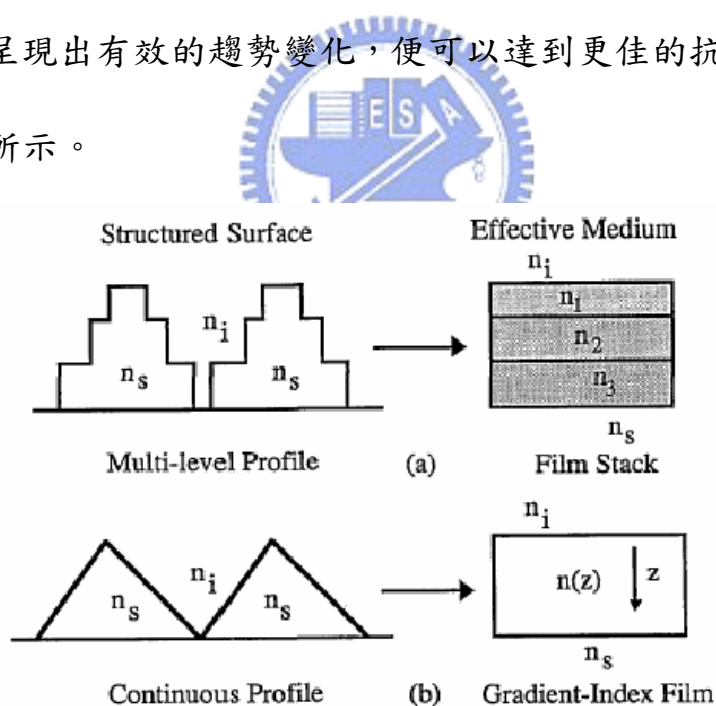 呈現出有效的趨勢變化，便可以達到更佳的抗
所示。
ESA
Structured Surface
Effective Medium
n_i
n_i
n_s
n_s
n_1
n_2
n_3
n_s
Multi-level Profile
(a)
Film Stack
n_i
n_s
n_s
n_i
n(z)
z
n_s
Continuous Profile
(b)
Gradient-Index Film